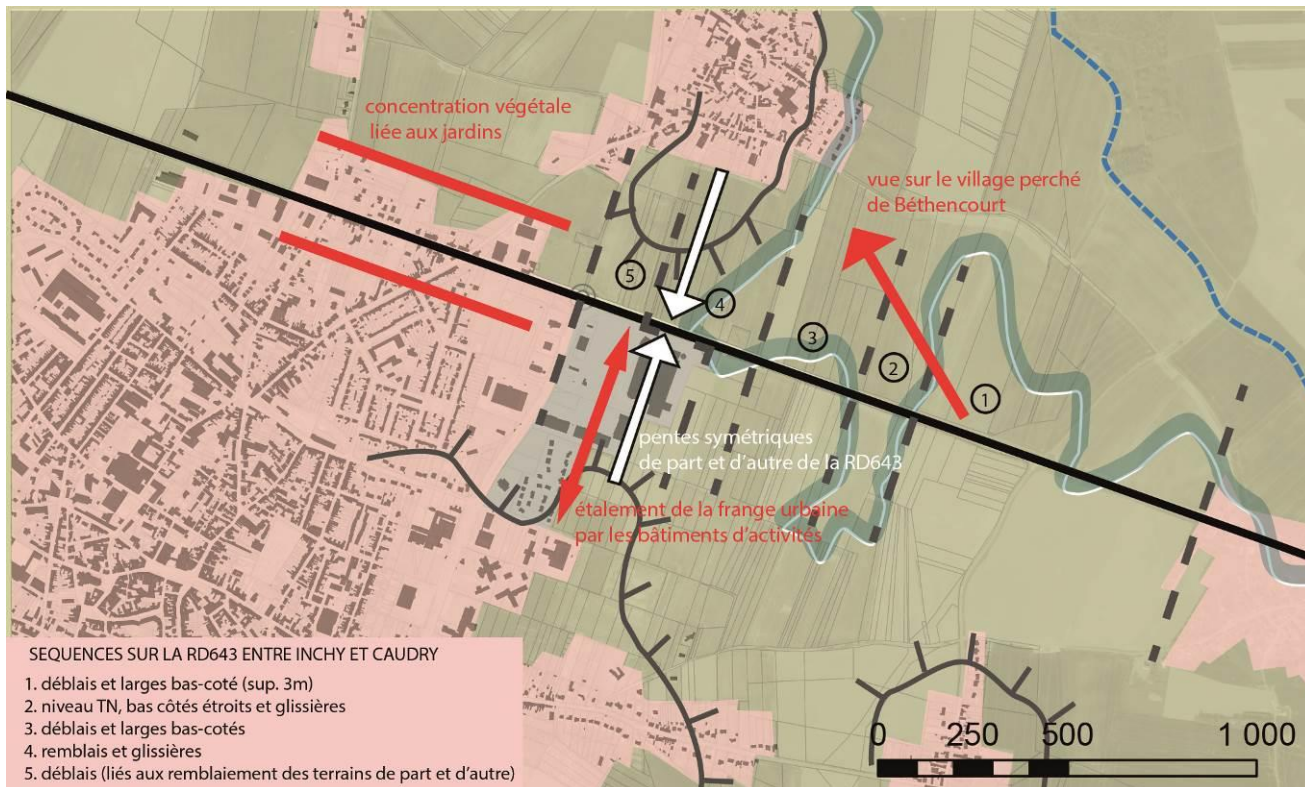 concentration végétale
liée aux jardins
vue sur le village perché
de Béthencourt
5
4
3
2
1
pentes symétriques
de part et d'autre de la RD643
étalement de la frange urbaine
par les bâtiments d'activités
SEQUENCES SUR LA RD643 ENTRE INCHY ET CAUDRY
1. déblais et larges bas-coté (sup. 3m)
2. niveau TN, bas côtés étroits et glissières
3. déblais et larges bas-cotés
4. remblais et glissières
5. déblais (liés aux remblaiement des terrains de part et d'autre)
0 250 500 1 000